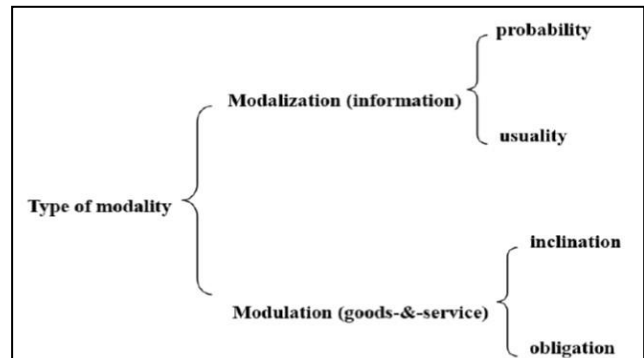 probability
Modalization (information)
usuality
Type of modality
inclination
Modulation (goods-&-service)
obligation